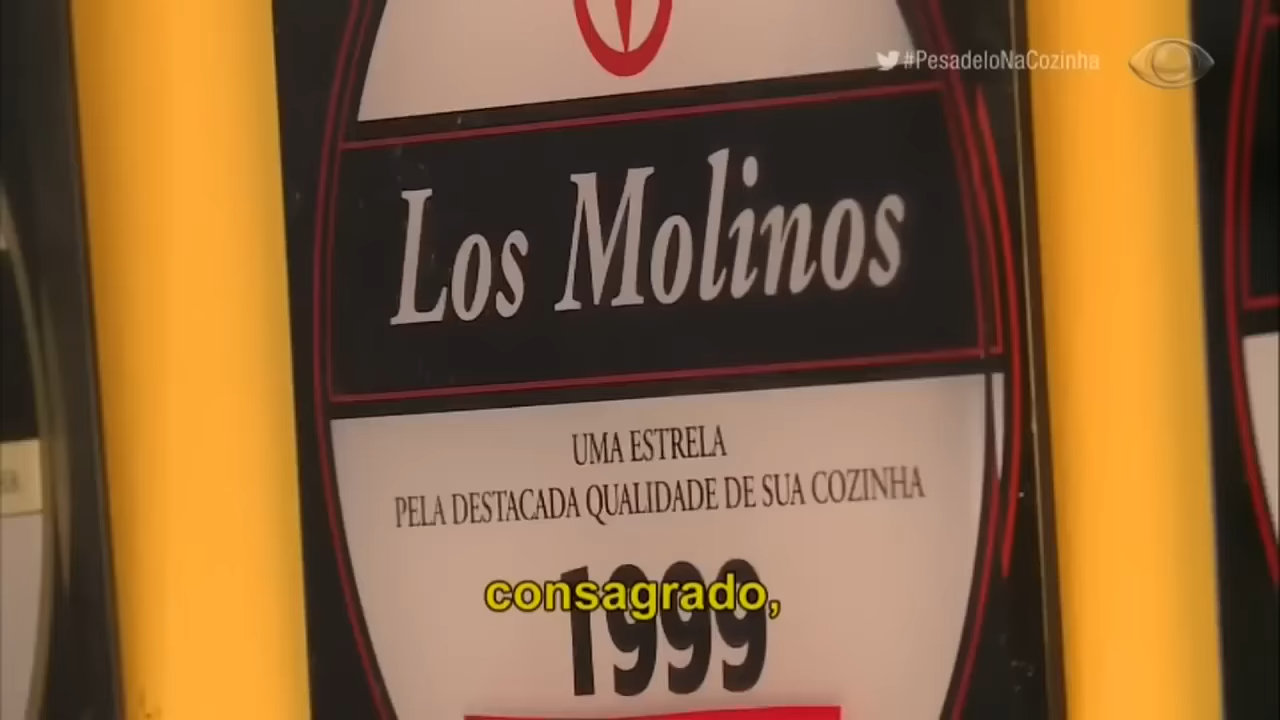 #PesadeloNaCozinha
Los Molinos
UMA ESTRELA
PELA DESTACADA QUALIDADE DE SUA COZINHA
consagrado,
1999